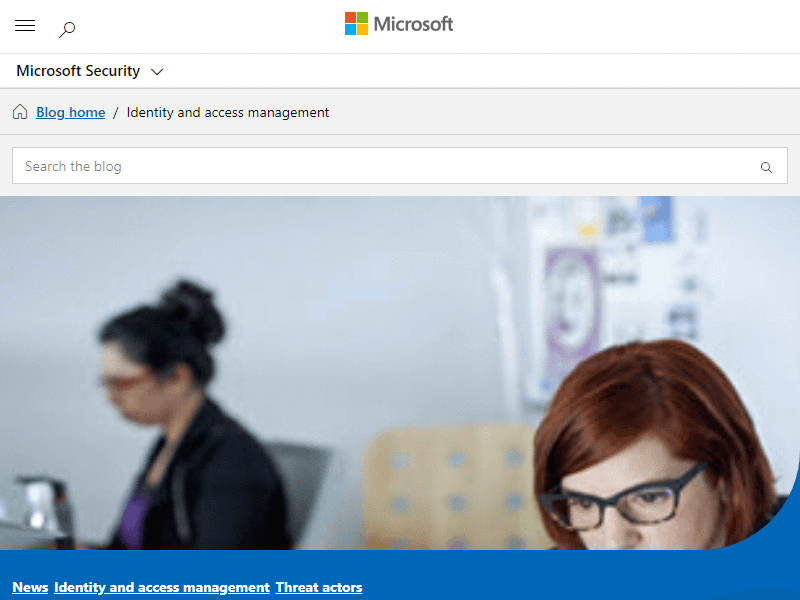 Microsoft
Microsoft Security
Blog home / Identity and access management
Search the blog
News Identity and access management Threat actors